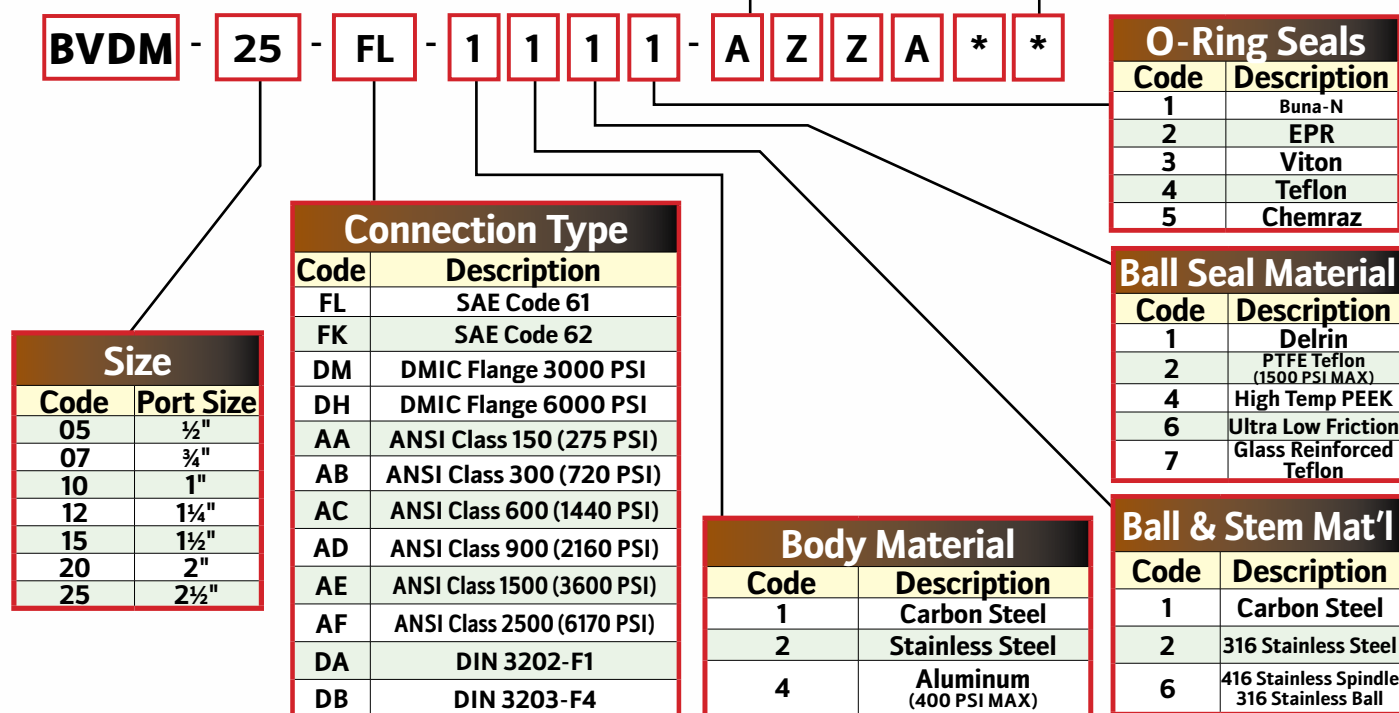 BVDM - 25 - FL - 1 1 1 1 - A Z Z A * *
O-Ring Seals
Code Description
1 Buna-N
2 EPR
3 Viton
4 Teflon
5 Chemraz
Connection Type
Code Description
FL SAE Code 61
FK SAE Code 62
DM DMIC Flange 3000 PSI
DH DMIC Flange 6000 PSI
AA ANSI Class 150 (275 PSI)
AB ANSI Class 300 (720 PSI)
AC ANSI Class 600 (1440 PSI)
AD ANSI Class 900 (2160 PSI)
AE ANSI Class 1500 (3600 PSI)
AF ANSI Class 2500 (6170 PSI)
DA DIN 3202-F1
DB DIN 3203-F4
Ball Seal Material
Code Description
1 Delrin
2 PTFE Teflon
(1500 PSI MAX)
4 High Temp PEEK
6 Ultra Low Friction
7 Glass Reinforced
Teflon
Size
Code Port Size
05 ½"
07 ¾"
10 1"
12 1¼"
15 1½"
20 2"
25 2½"
Body Material
Code Description
1 Carbon Steel
2 Stainless Steel
4 Aluminum
(400 PSI MAX)
Ball & Stem Mat'l
Code Description
1 Carbon Steel
2 316 Stainless Steel
6 416 Stainless Spindle
316 Stainless Ball